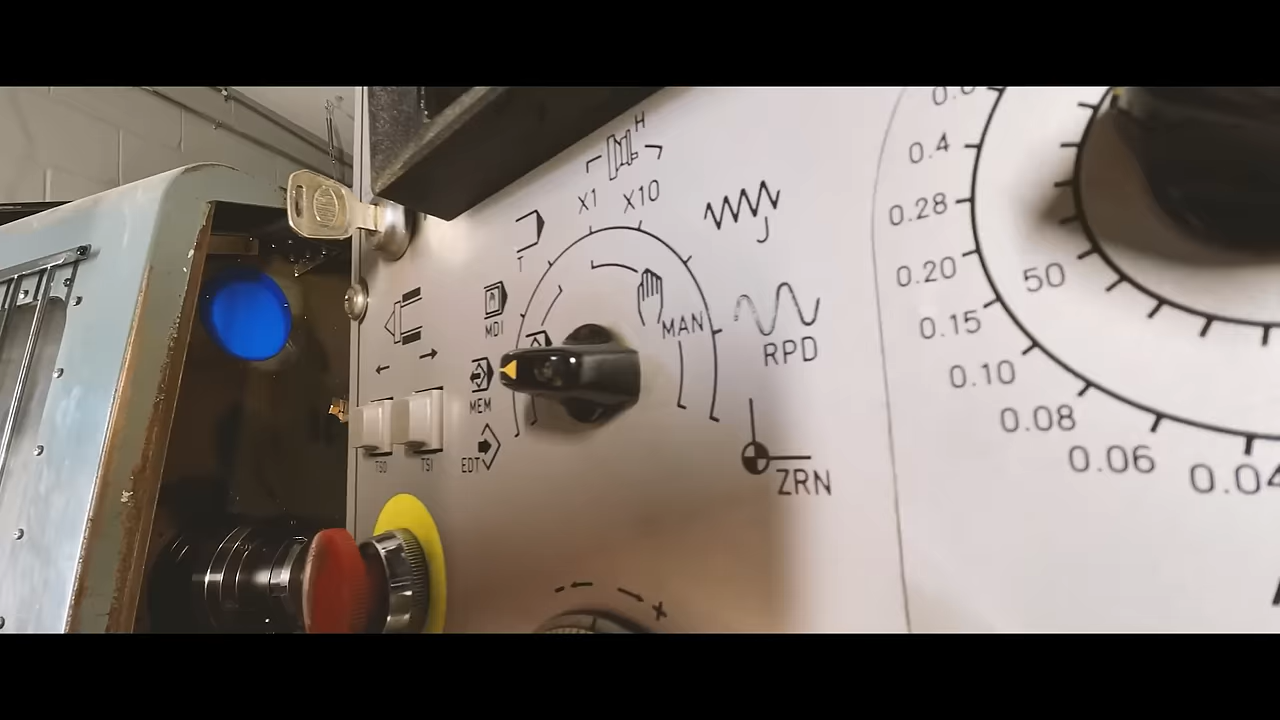 H
X1 X10
J
T
MDI
MAN
RPD
MEM
TS0 TS1
EDT
ZRN
0.4
0.28
0.20
0.15
0.10
0.08
0.06
0.04
50